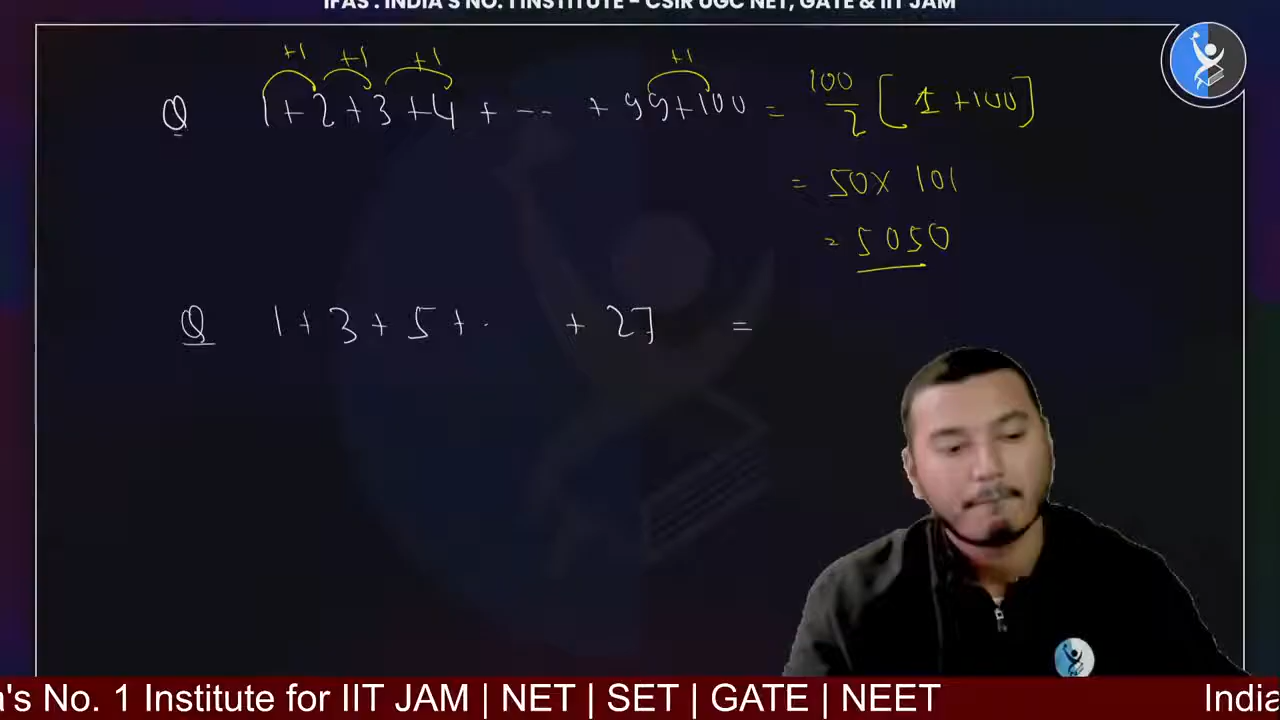 IFAS : INDIA'S NO. 1 INSTITUTE - CSIR UGC NET, GATE & IIT JAM
+1 +1 +1 +1
Q 1 + 2 + 3 + 4 + -- + 99 + 100 = 100/2 [ 1 + 100 ]
= 50 x 101
= 5050
Q 1 + 3 + 5 + . + 27 =
a's No. 1 Institute for IIT JAM | NET | SET | GATE | NEET India